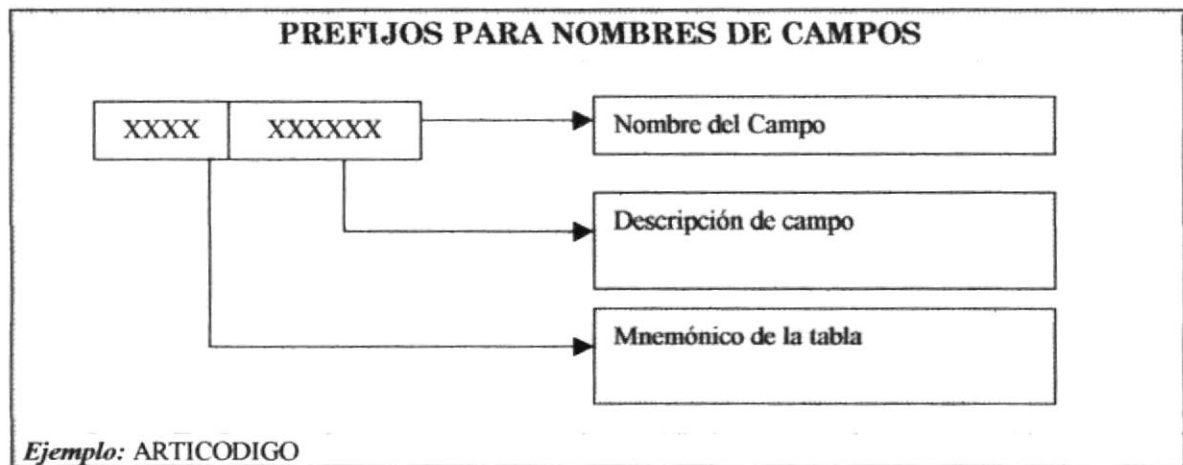 PREFIJOS PARA NOMBRES DE CAMPOS
XXXX XXXXXX
Nombre del Campo
Descripción de campo
Mnemónico de la tabla
Ejemplo: ARTICODIGO